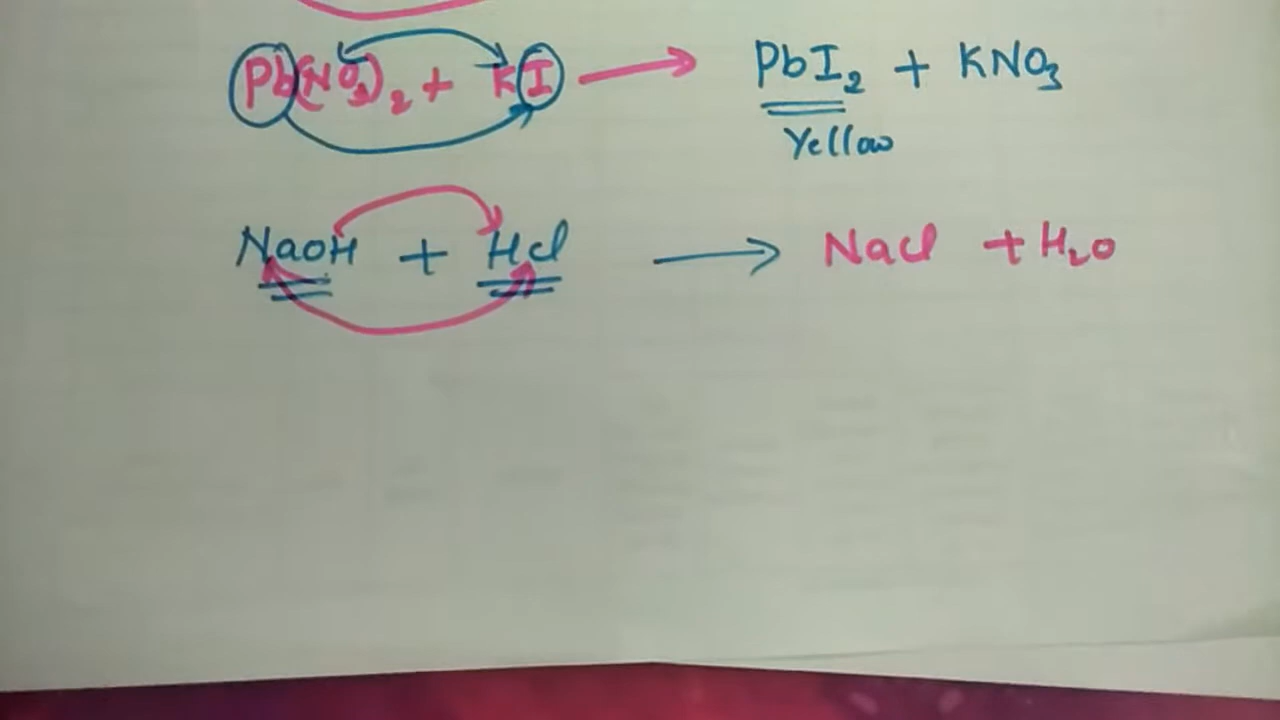 Pb(NO3)2 + KI → PbI2 + KNO3
Yellow
NaOH + HCl → NaCl + H2O